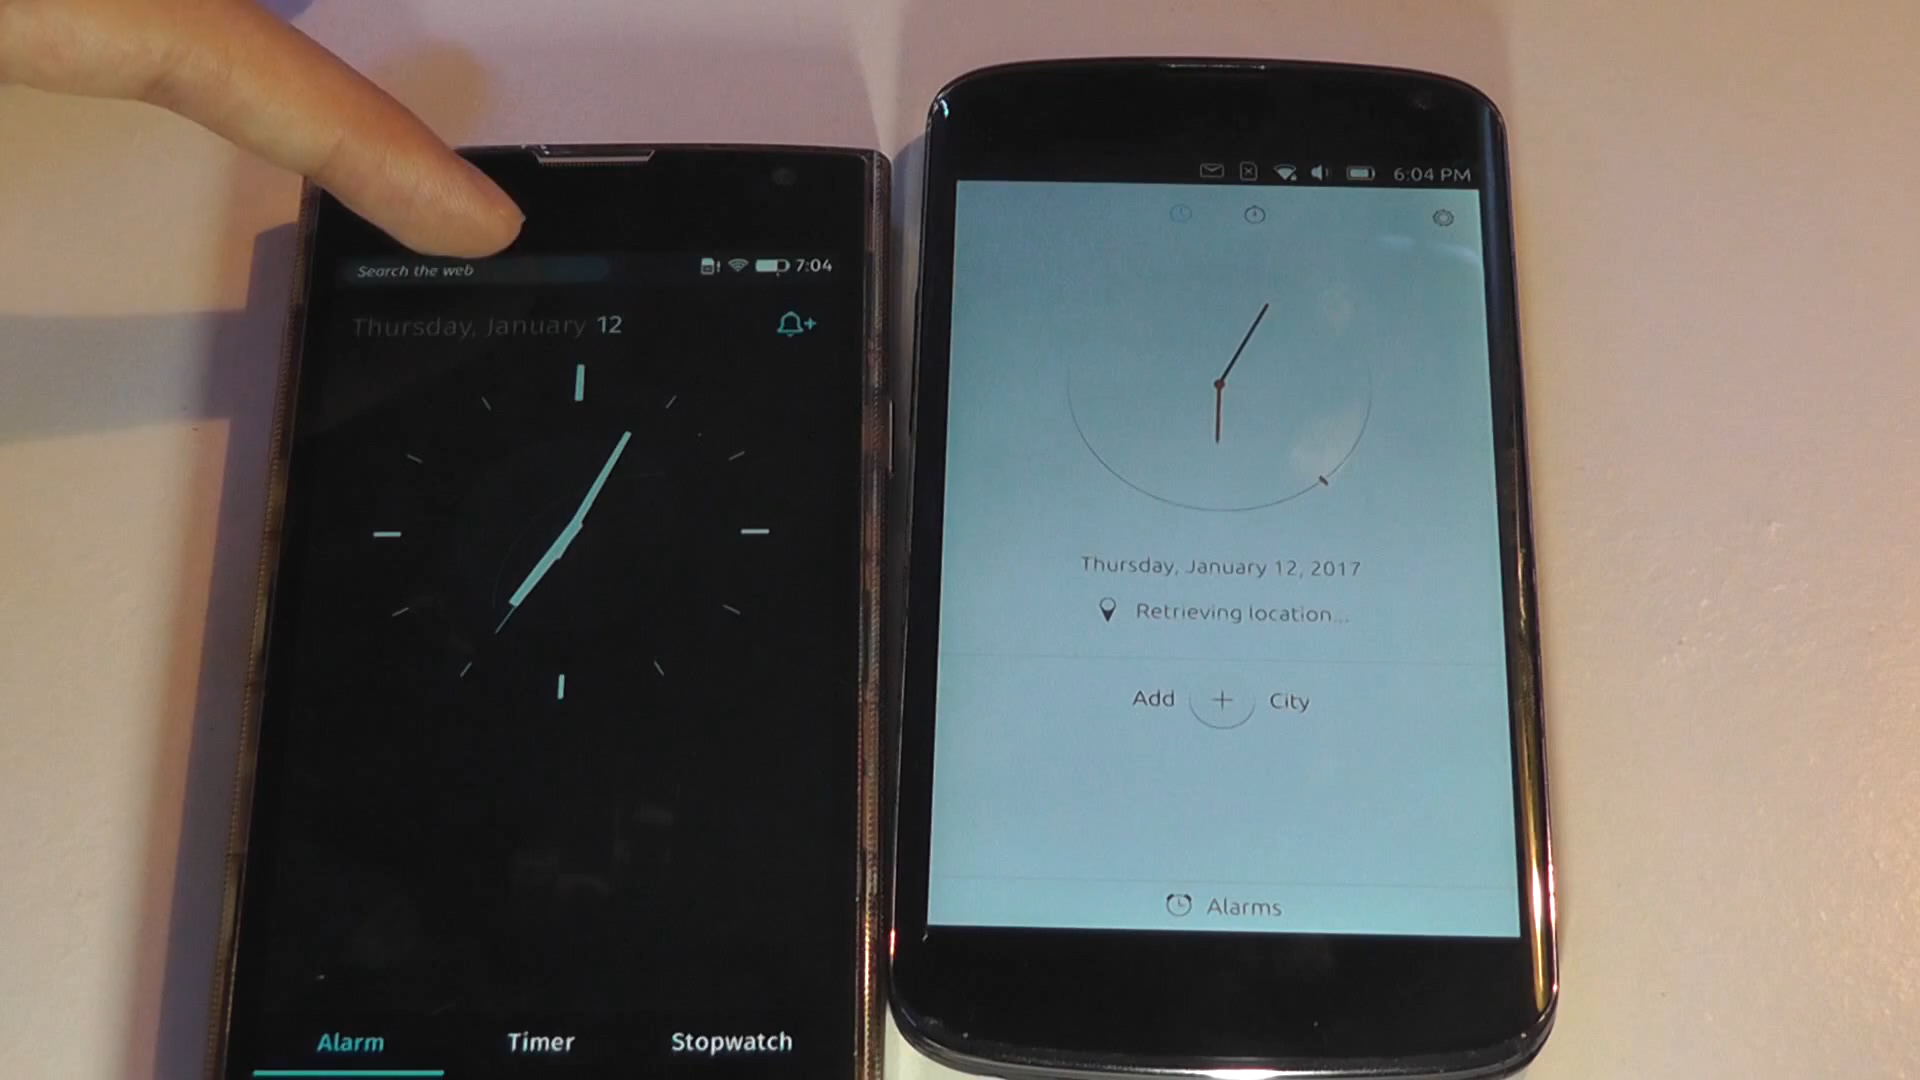 Search the web
7:04
Thursday, January 12
Alarm
Timer
Stopwatch
6:04 PM
Thursday, January 12, 2017
Retrieving location...
Add
City
Alarms